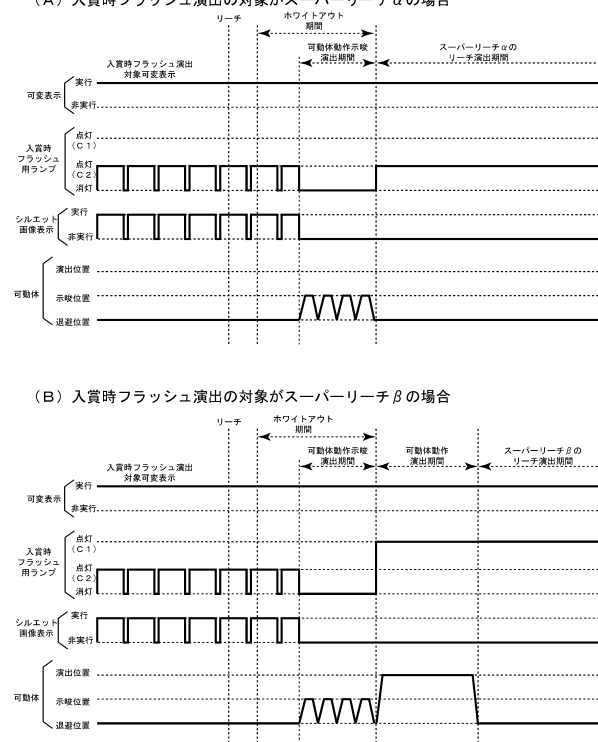 （Ａ）入賞時フラッシュ演出の対象がスーパーリーチαの場合
リーチ
ホワイトアウト
期間
入賞時フラッシュ演出
対象可変表示
可動体動作示唆
演出期間
スーパーリーチαの
リーチ演出期間
可変表示
実行
非実行
入賞時
フラッシュ
用ランプ
点灯
（Ｃ１）
点灯
（Ｃ２）
消灯
シルエット
画像表示
実行
非実行
可動体
演出位置
示唆位置
退避位置
（Ｂ）入賞時フラッシュ演出の対象がスーパーリーチβの場合
リーチ
ホワイトアウト
期間
入賞時フラッシュ演出
対象可変表示
可動体動作示唆
演出期間
可動体動作
演出期間
スーパーリーチβの
リーチ演出期間
可変表示
実行
非実行
入賞時
フラッシュ
用ランプ
点灯
（Ｃ１）
点灯
（Ｃ２）
消灯
シルエット
画像表示
実行
非実行
可動体
演出位置
示唆位置
退避位置